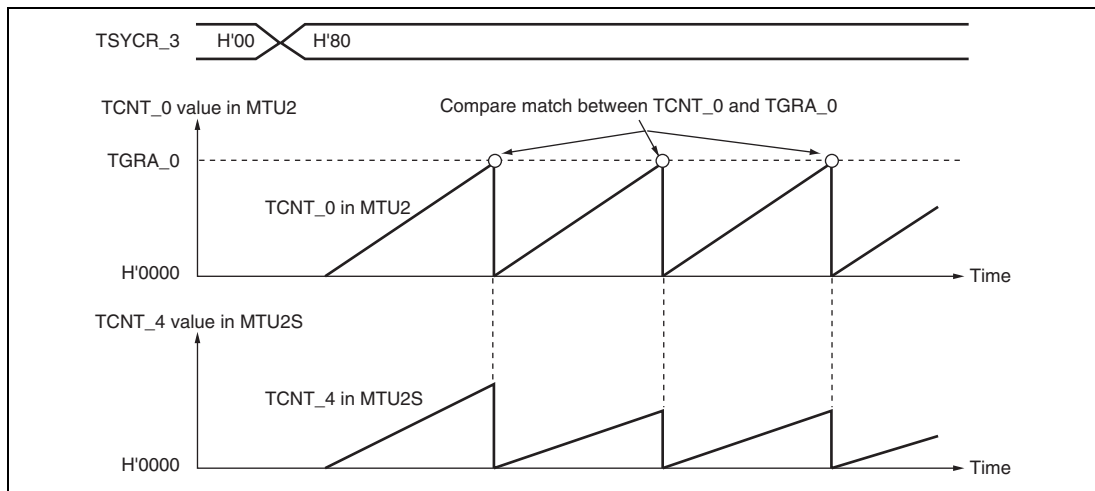 TSYCR_3 H'00 H'80
TCNT_0 value in MTU2
Compare match between TCNT_0 and TGRA_0
TGRA_0
TCNT_0 in MTU2
H'0000
Time
TCNT_4 value in MTU2S
TCNT_4 in MTU2S
H'0000
Time